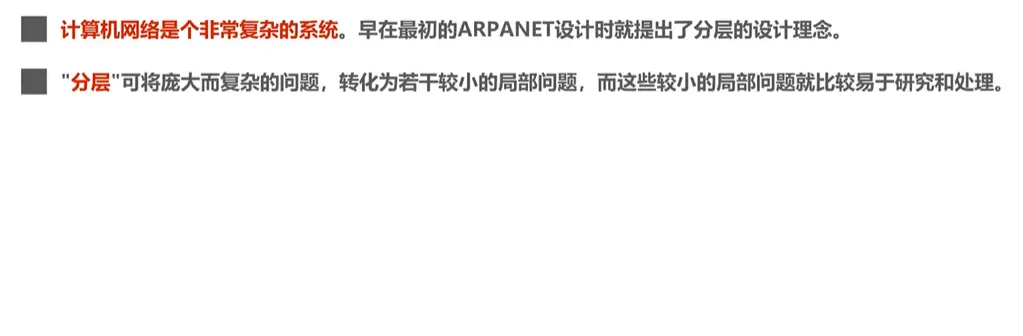 计算机网络是个非常复杂的系统。早在最初的ARPANET设计时就提出了分层的设计理念。
"分层"可将庞大而复杂的问题，转化为若干较小的局部问题，而这些较小的局部问题就比较易于研究和处理。